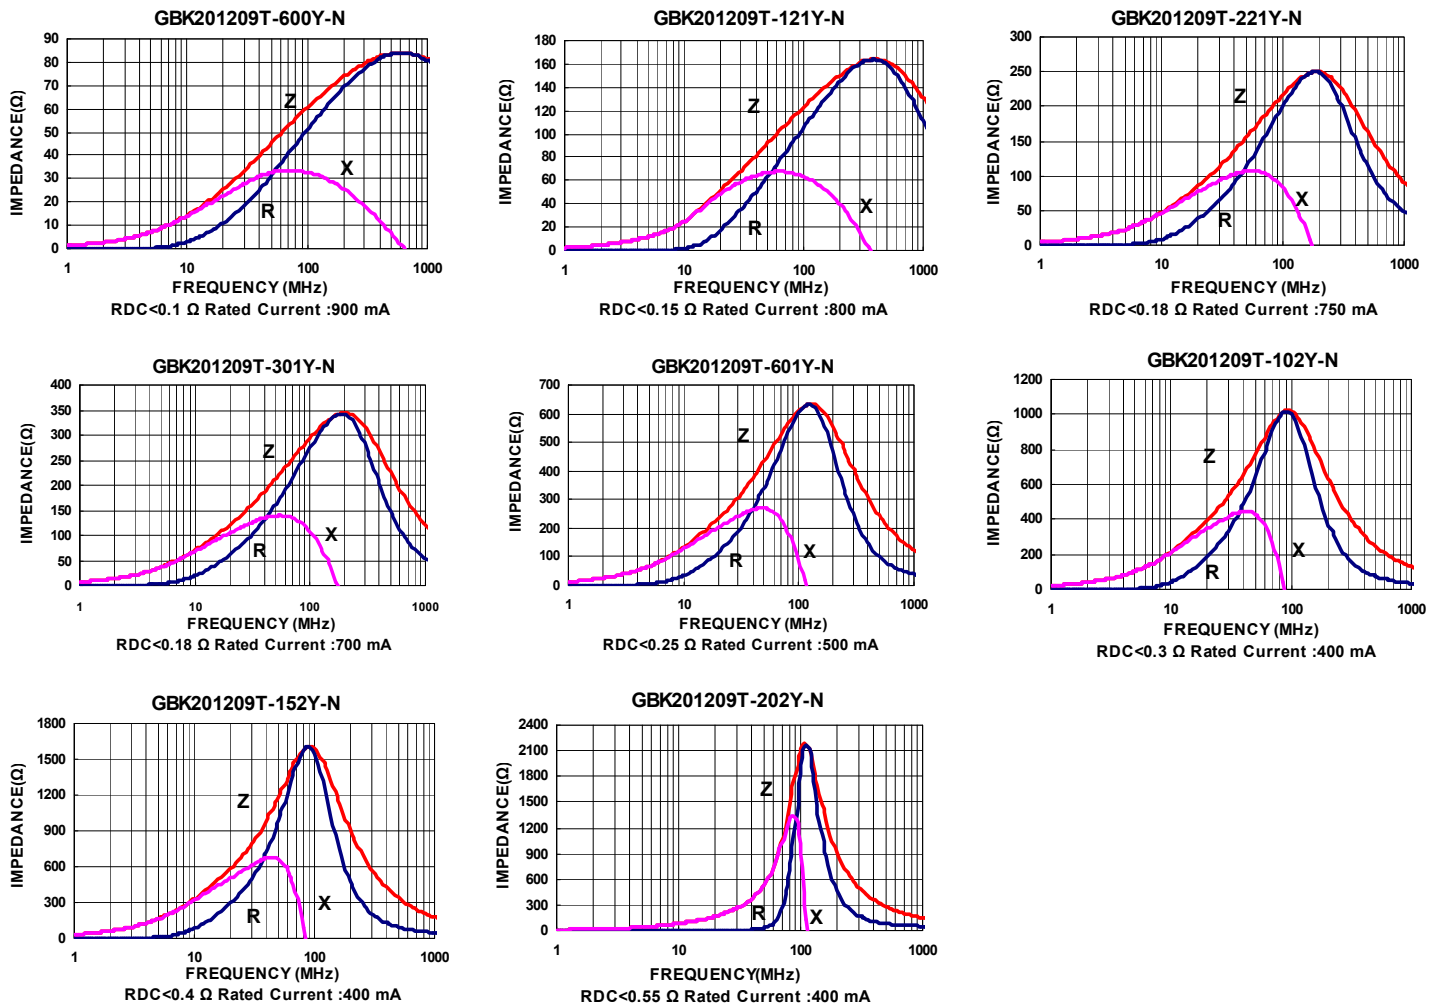 GBK201209T-600Y-N
IMPEDANCE(Ω)
90
80
70
60
50
40
30
20
10
0
Z
X
R
1 10 100 1000
FREQUENCY (MHz)
RDC<0.1 Ω Rated Current :900 mA
GBK201209T-121Y-N
IMPEDANCE(Ω)
180
160
140
120
100
80
60
40
20
0
Z
X
R
1 10 100 1000
FREQUENCY (MHz)
RDC<0.15 Ω Rated Current :800 mA
GBK201209T-221Y-N
IMPEDANCE(Ω)
300
250
200
150
100
50
0
Z
X
R
1 10 100 1000
FREQUENCY (MHz)
RDC<0.18 Ω Rated Current :750 mA
GBK201209T-301Y-N
IMPEDANCE(Ω)
400
350
300
250
200
150
100
50
0
Z
X
R
1 10 100 1000
FREQUENCY (MHz)
RDC<0.18 Ω Rated Current :700 mA
GBK201209T-601Y-N
IMPEDANCE(Ω)
700
600
500
400
300
200
100
0
Z
X
R
1 10 100 1000
FREQUENCY (MHz)
RDC<0.25 Ω Rated Current :500 mA
GBK201209T-102Y-N
IMPEDANCE(Ω)
1200
1000
800
600
400
200
0
Z
X
R
1 10 100 1000
FREQUENCY (MHz)
RDC<0.3 Ω Rated Current :400 mA
GBK201209T-152Y-N
IMPEDANCE(Ω)
1800
1500
1200
900
600
300
0
Z
X
R
1 10 100 1000
FREQUENCY (MHz)
RDC<0.4 Ω Rated Current :400 mA
GBK201209T-202Y-N
IMPEDANCE(Ω)
2400
2100
1800
1500
1200
900
600
300
0
Z
R
X
1 10 100 1000
FREQUENCY(MHz)
RDC<0.55 Ω Rated Current :400 mA